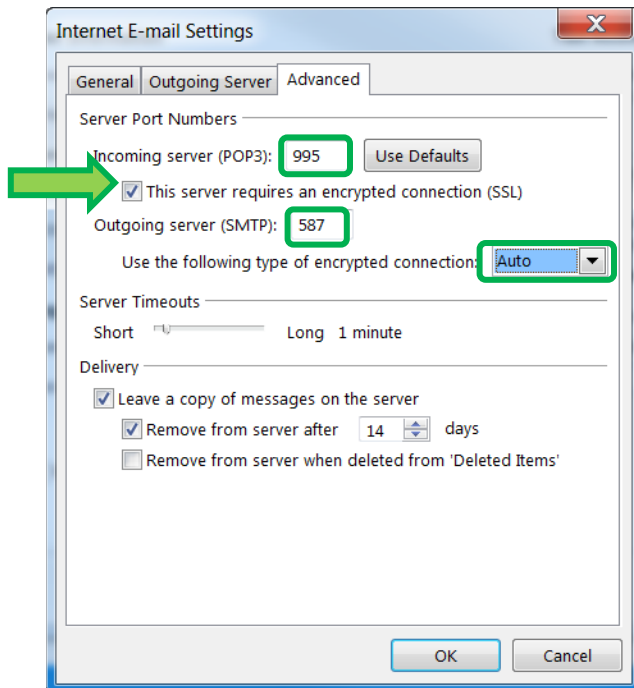 Internet E-mail Settings
X
General Outgoing Server Advanced
Server Port Numbers
Incoming server (POP3): 995 Use Defaults
This server requires an encrypted connection (SSL)
Outgoing server (SMTP): 587
Use the following type of encrypted connection: Auto
Server Timeouts
Short Long 1 minute
Delivery
Leave a copy of messages on the server
Remove from server after 14 days
Remove from server when deleted from 'Deleted Items'
OK Cancel